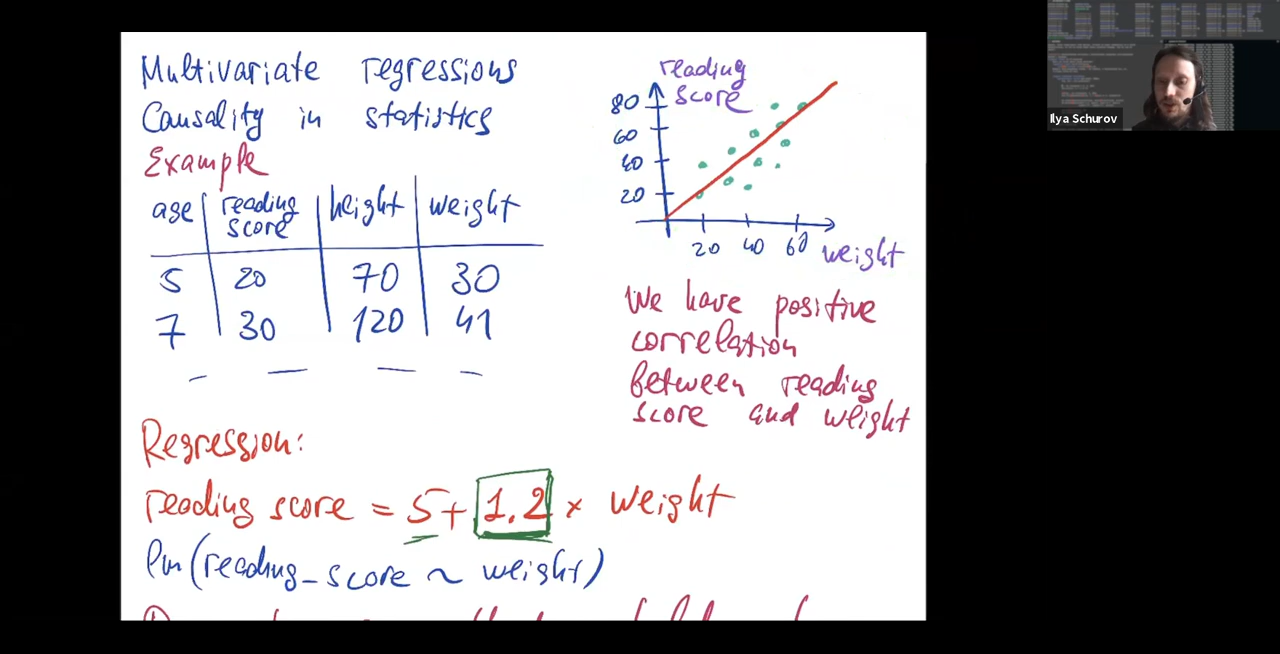 Multivariate regressions
Causality in statistics
Example
age reading score height weight
5 20 70 30
7 30 120 41
reading score
80
60
40
20
20 40 60 weight
We have positive
correlation
between reading
score and weight
Regression:
reading score = 5 + 1.2 × weight
lm(reading_score ~ weight)
Ilya Schurov